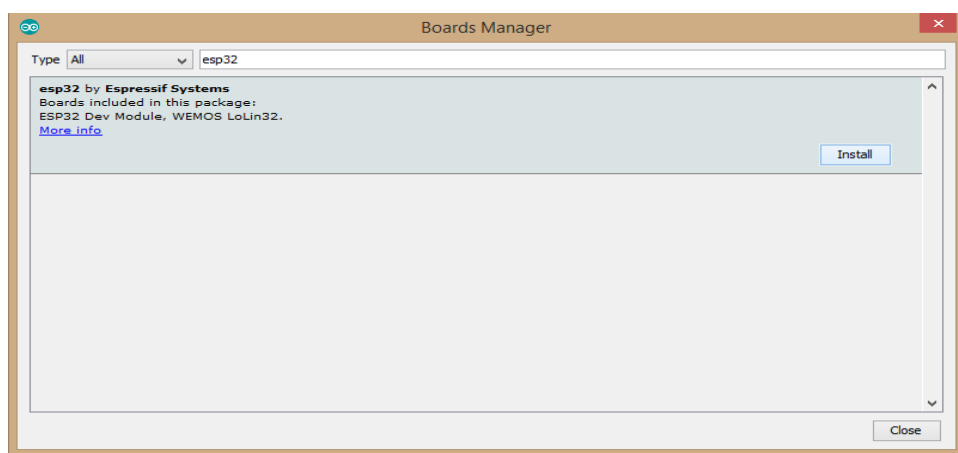 Boards Manager
Type All esp32
esp32 by Espressif Systems
Boards included in this package:
ESP32 Dev Module, WEMOS LoLin32.
More info
Install
Close